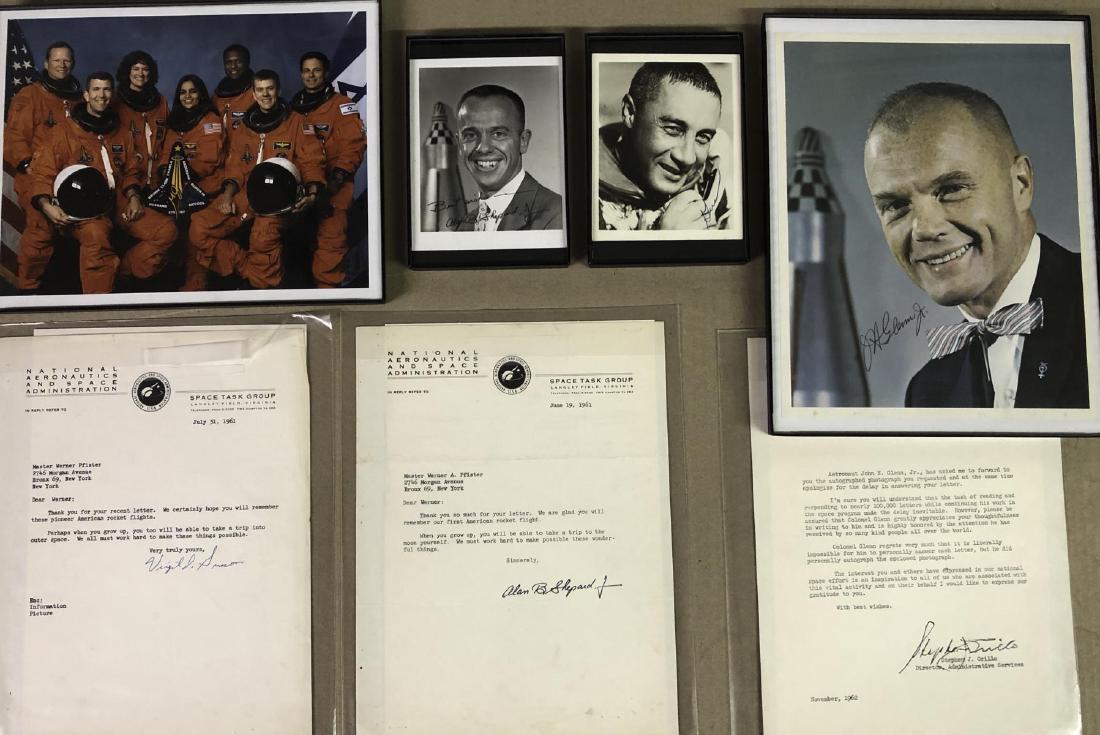 Best
Alan B. Shepard, Jr.
JHGlenn Jr.
NATIONAL
AERONAUTICS
AND SPACE
ADMINISTRATION
IN REPLY REFER TO
SPACE TASK GROUP
LANGLEY FIELD, VIRGINIA
July 31, 1961
Master Werner Pfister
2746 Morgan Avenue
Bronx 69, New York
New York
Dear Werner:
Thank you for your recent letter. We certainly hope you will remember
these pioneer American rocket flights.
Perhaps when you grow up, you too will be able to take a trip into
outer space. We all must work hard to make these things possible.
Very truly yours,
Virgil I. Grissom
Enc:
Information
Picture
NATIONAL
AERONAUTICS
AND SPACE
ADMINISTRATION
IN REPLY REFER TO
SPACE TASK GROUP
LANGLEY FIELD, VIRGINIA
June 19, 1961
Master Werner A. Pfister
2746 Morgan Avenue
Bronx 69, New York
Dear Werner:
Thank you so much for your letter. We are glad you will
remember our first American rocket flight.
When you grow up, you will be able to take a trip to the
moon yourself. We must work hard to make possible these wonder-
ful things.
Sincerely,
Alan B. Shepard, Jr
Astronaut John H. Glenn, Jr., has asked me to forward to
you the autographed photograph you requested and at the same time
apologize for the delay in answering your letter.
I'm sure you will understand that the task of reading and
responding to nearly 100,000 letters while continuing his work in
the space program made the delay inevitable. However, please be
assured that Colonel Glenn greatly appreciates your thoughtfulness
in writing to him and is highly honored by the attention he has
received by so many kind people all over the world.
Colonel Glenn regrets very much that it is literally
impossible for him to personally answer each letter, but he did
personally autograph the enclosed photograph.
The interest you and others have expressed in our national
space effort is an inspiration to all of us who are associated with
this vital activity and on their behalf I would like to express our
gratitude to you.
With best wishes.
Stephen J. Grillo
Stephen J. Grillo
Director, Administrative Services
November, 1962